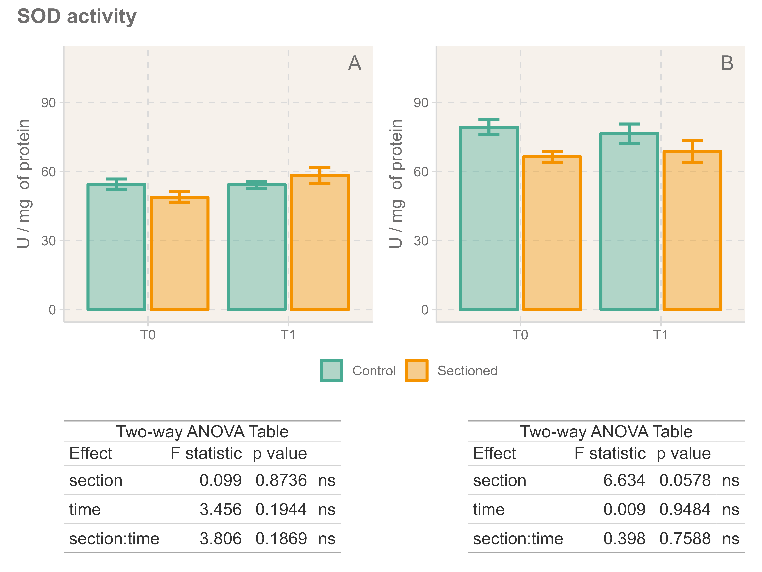 SOD activity
A
B
90
60
30
0
U / mg of protein
T0
T1
90
60
30
0
U / mg of protein
T0
T1
Control
Sectioned
Two-way ANOVA Table
Effect F statistic p value
section 0.099 0.8736 ns
time 3.456 0.1944 ns
section:time 3.806 0.1869 ns
Two-way ANOVA Table
Effect F statistic p value
section 6.634 0.0578 ns
time 0.009 0.9484 ns
section:time 0.398 0.7588 ns